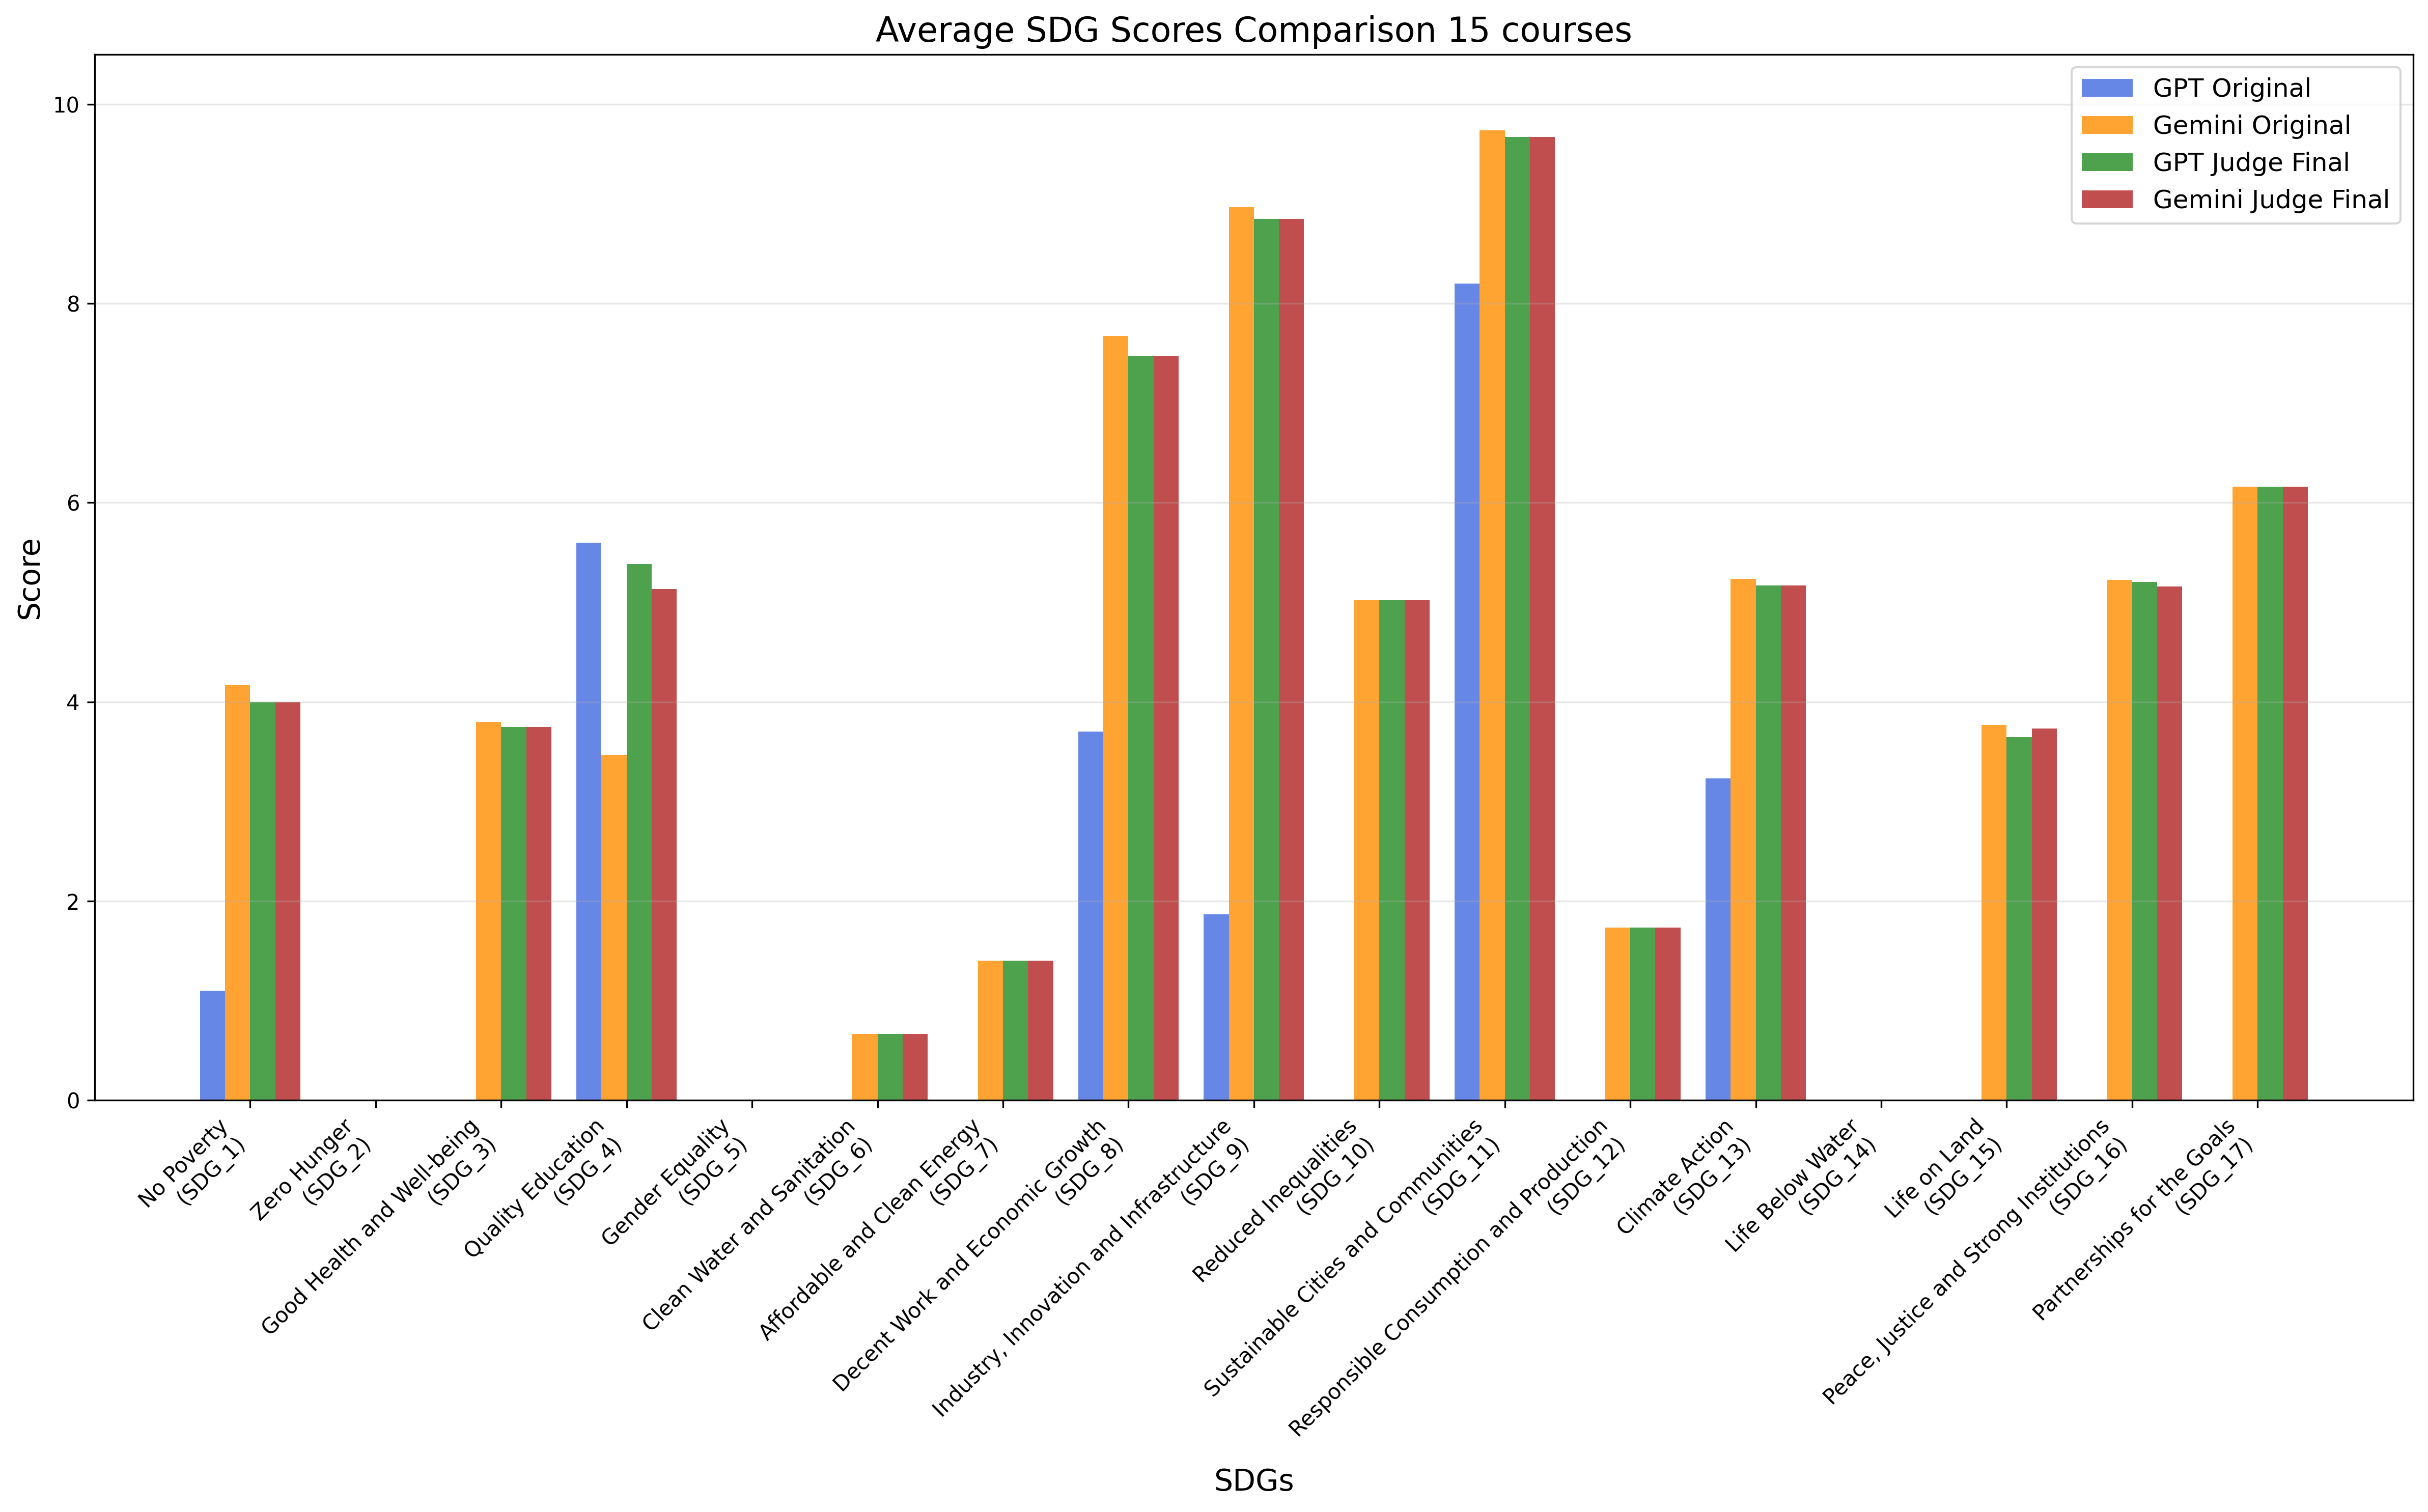 Average SDG Scores Comparison 15 courses
GPT Original
Gemini Original
GPT Judge Final
Gemini Judge Final
Score
10
8
6
4
2
0
No Poverty
(SDG_1)
Zero Hunger
(SDG_2)
Good Health and Well-being
(SDG_3)
Quality Education
(SDG_4)
Gender Equality
(SDG_5)
Clean Water and Sanitation
(SDG_6)
Affordable and Clean Energy
(SDG_7)
Decent Work and Economic Growth
(SDG_8)
Industry, Innovation and Infrastructure
(SDG_9)
Reduced Inequalities
(SDG_10)
Sustainable Cities and Communities
(SDG_11)
Responsible Consumption and Production
(SDG_12)
Climate Action
(SDG_13)
Life Below Water
(SDG_14)
Life on Land
(SDG_15)
Peace, Justice and Strong Institutions
(SDG_16)
Partnerships for the Goals
(SDG_17)
SDGs